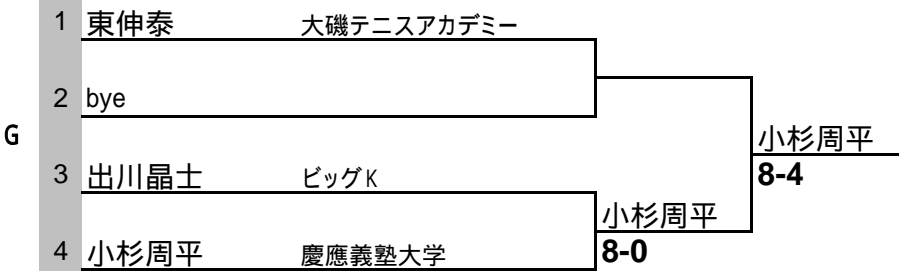 1 東伸泰 大磯テニスアカデミー
2 bye
G
小杉周平
3 出川晶士 ビッグK
8-4
小杉周平
4 小杉周平 慶應義塾大学
8-0